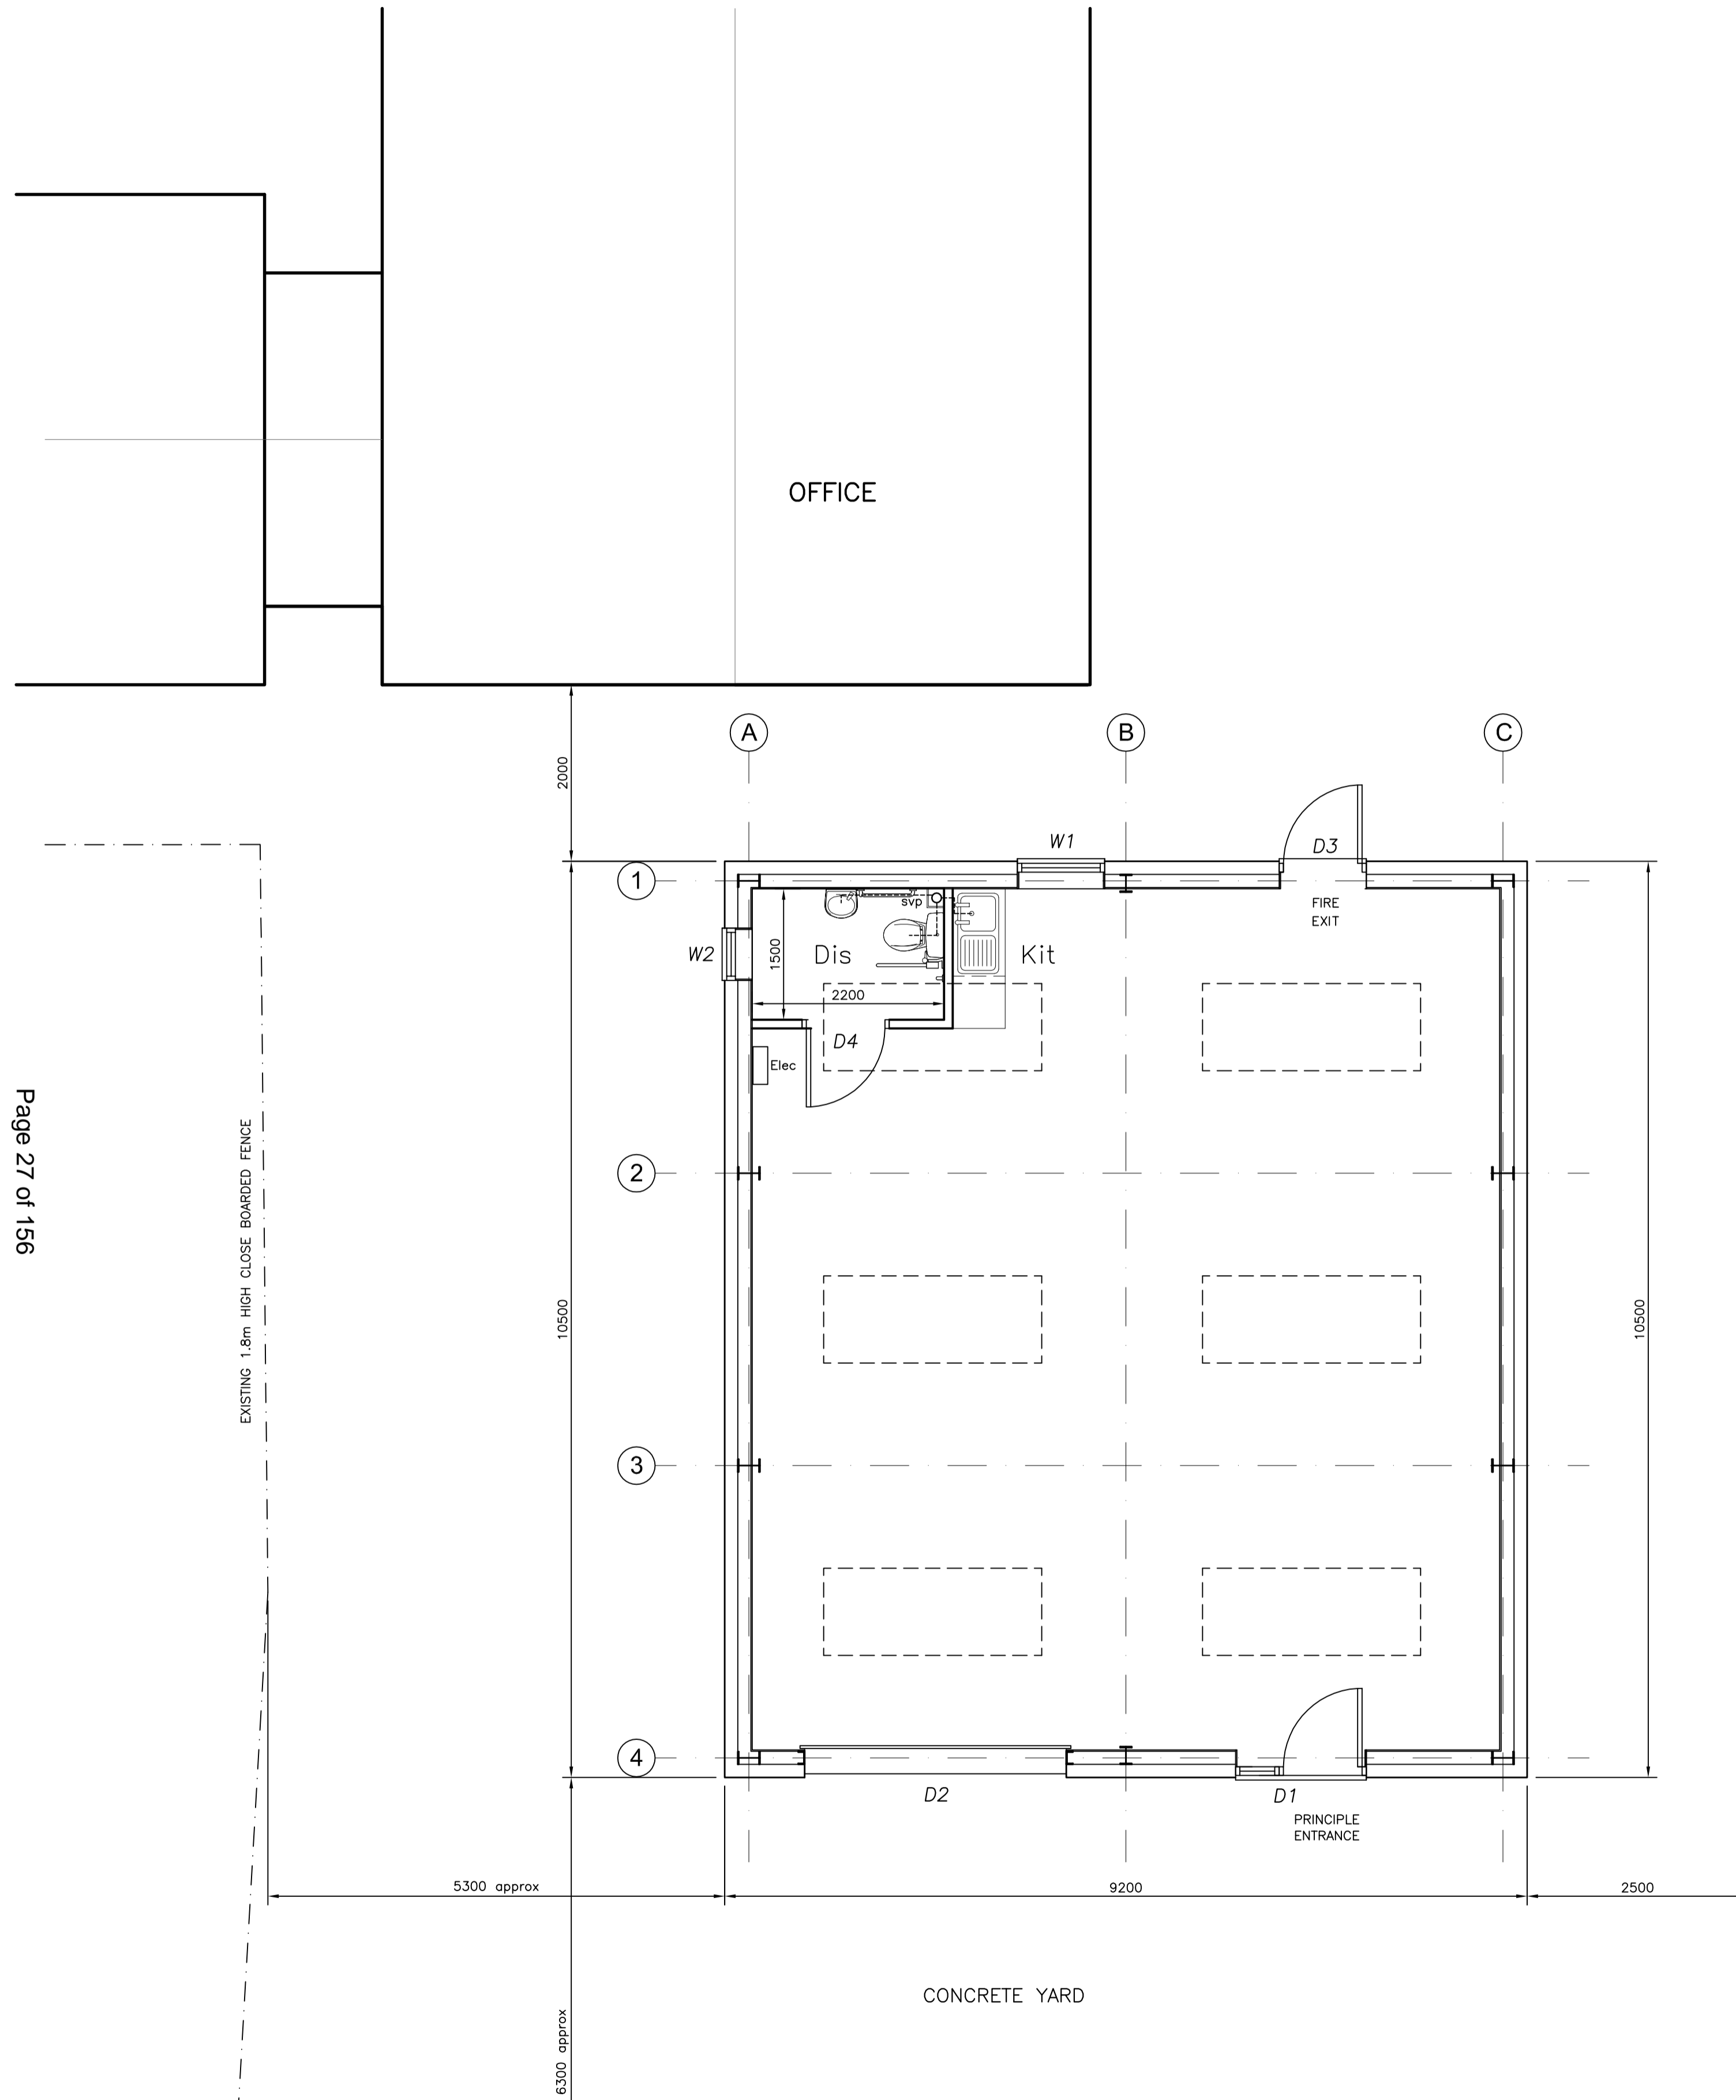 OFFICE
A
B
C
2000
W1
D3
1
FIRE
EXIT
svp
W2
1500
Dis
Kit
2200
D4
Elec
Page 27 of 156
EXISTING 1.8m HIGH CLOSE BOARDED FENCE
2
10500
10500
3
4
D2
D1
PRINCIPLE
ENTRANCE
5300 approx
9200
2500
CONCRETE YARD
6300 approx